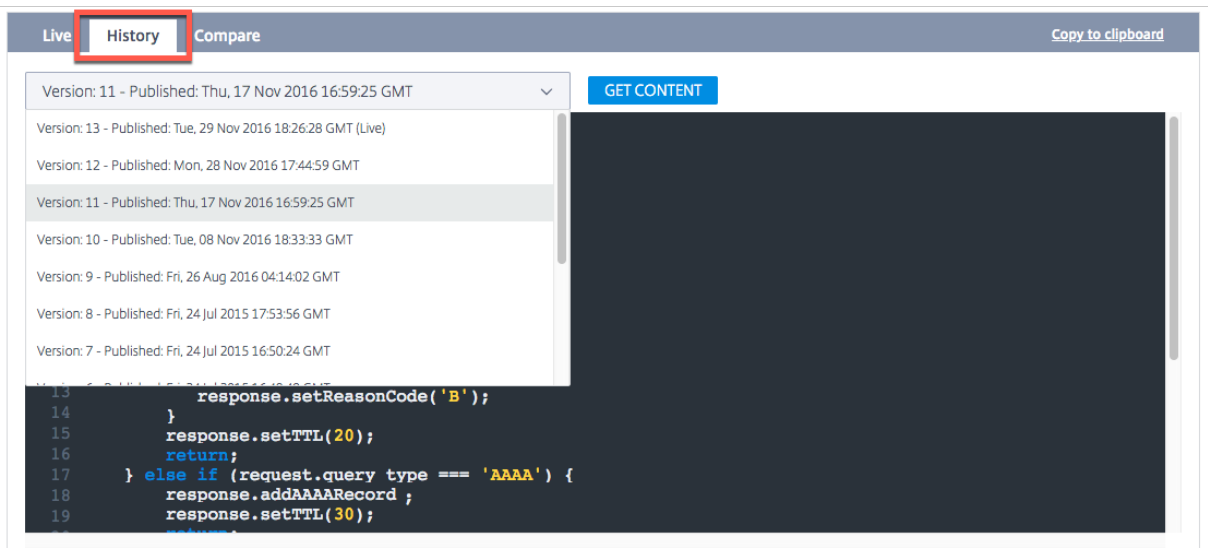 Live History Compare Copy to clipboard
Version: 11 - Published: Thu, 17 Nov 2016 16:59:25 GMT GET CONTENT
Version: 13 - Published: Tue, 29 Nov 2016 18:26:28 GMT (Live)
Version: 12 - Published: Mon, 28 Nov 2016 17:44:59 GMT
Version: 11 - Published: Thu, 17 Nov 2016 16:59:25 GMT
Version: 10 - Published: Tue, 08 Nov 2016 18:33:33 GMT
Version: 9 - Published: Fri, 26 Aug 2016 04:14:02 GMT
Version: 8 - Published: Fri, 24 Jul 2015 17:53:56 GMT
Version: 7 - Published: Fri, 24 Jul 2015 16:50:24 GMT
13 response.setReasonCode('B');
14 }
15 response.setTTL(20);
16 return;
17 } else if (request.query type === 'AAAA') {
18 response.addAAAARecord ;
19 response.setTTL(30);